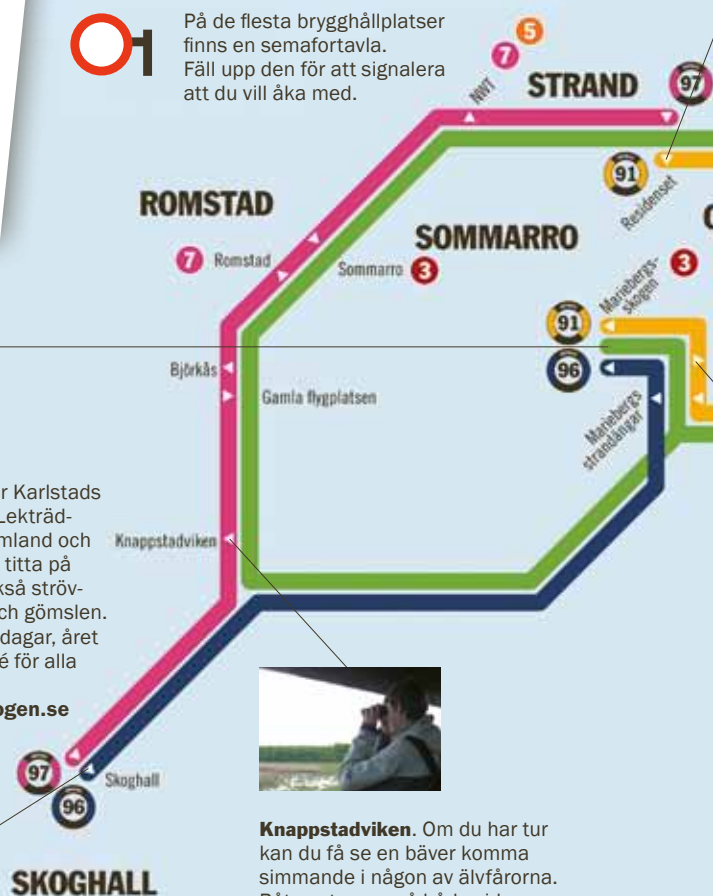 På de flesta brygghållplatser
finns en semafortavla.
Fäll upp den för att signalera
att du vill åka med.
5
7
NWT
STRAND
97
91
Residenset
ROMSTAD
7 Romstad
Sommarro 3
SOMMARRO
3
Mariebergs-
skogen
91
96
Björkås
Gamla flygplatsen
Mariebergs
strandängar
r Karlstads
Lekträd-
mland och
titta på
kså ströv-
ch gömslen.
dagar, året
é för alla
ogen.se
Knappstadviken
97
96
Skoghall
SKOGHALL
Knappstadviken. Om du har tur
kan du få se en bäver komma
simmande i någon av älvfårorna.